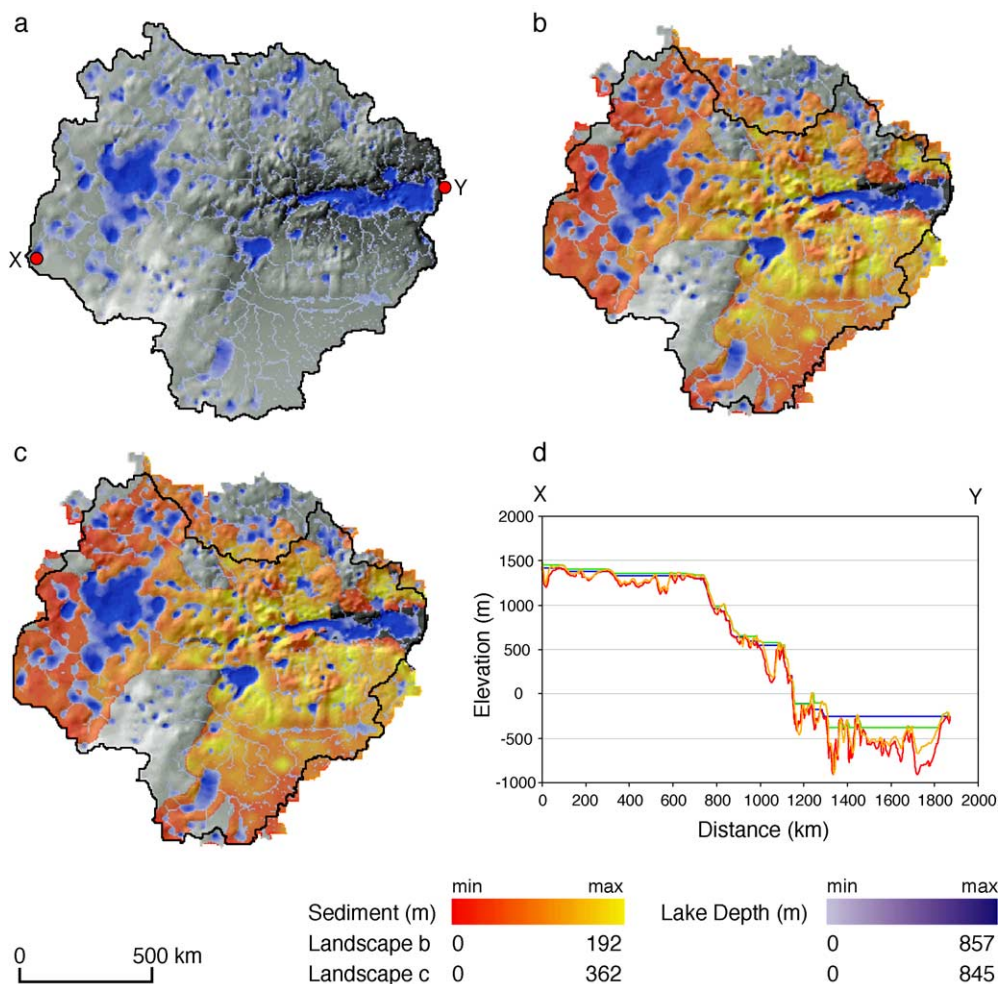 a
b
X
Y
c
d
X
Y
2000
1500
1000
500
0
-500
-1000
Elevation (m)
0 200 400 600 800 1000 1200 1400 1600 1800 2000
Distance (km)
min max
min max
Sediment (m)
Lake Depth (m)
Landscape b 0 192 0 857
Landscape c 0 362 0 845
0 500 km